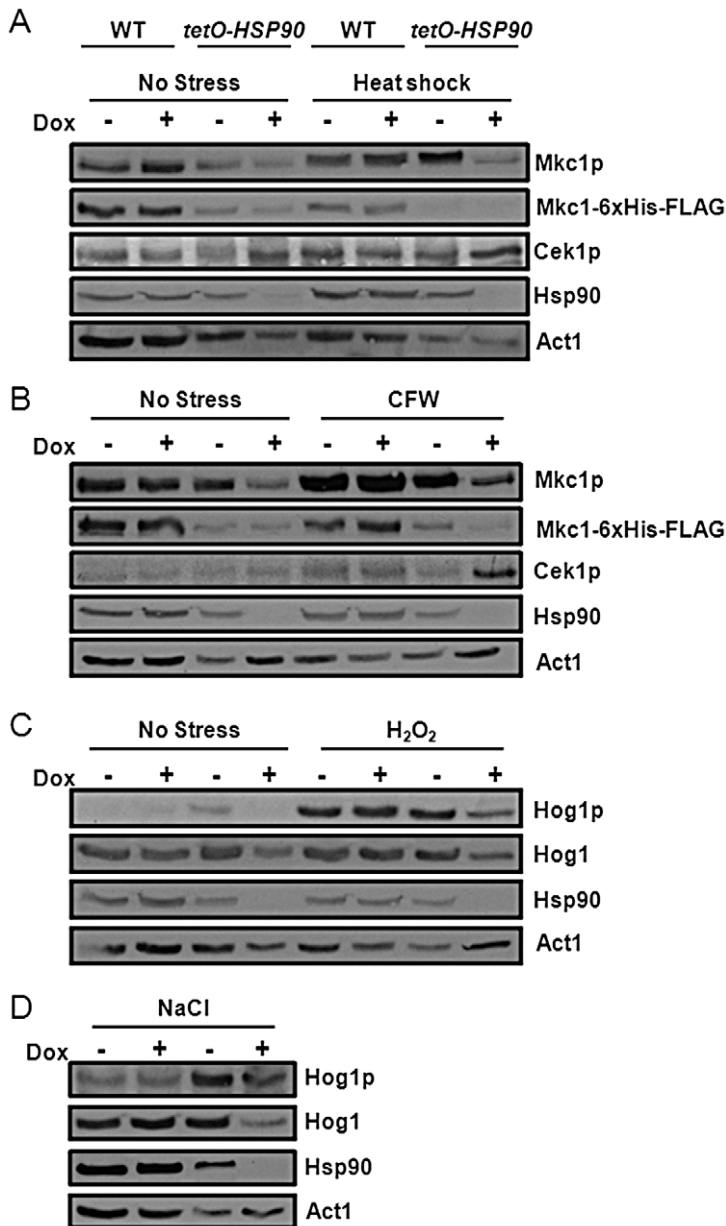 A
WT tetO-HSP90 WT tetO-HSP90
No Stress Heat shock
Dox - + - + - + - +
Mkc1p
Mkc1-6xHis-FLAG
Cek1p
Hsp90
Act1
B
No Stress CFW
Dox - + - + - + - +
Mkc1p
Mkc1-6xHis-FLAG
Cek1p
Hsp90
Act1
C
No Stress H₂O₂
Dox - + - + - + - +
Hog1p
Hog1
Hsp90
Act1
D
NaCl
Dox - + - +
Hog1p
Hog1
Hsp90
Act1